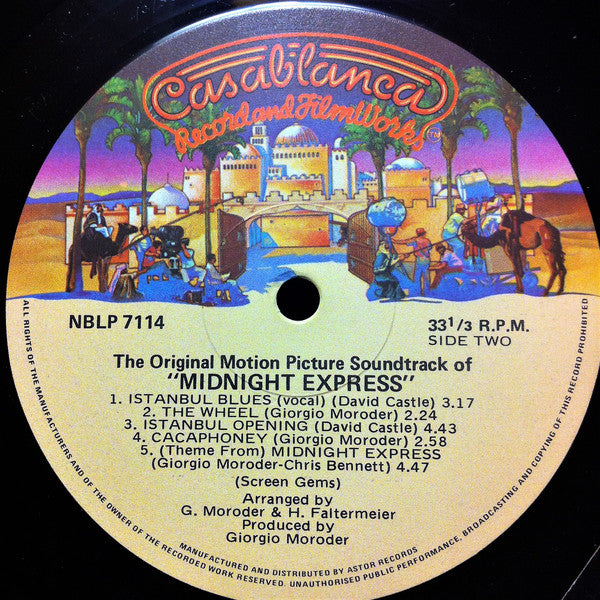 Casablanca
Record and FilmWorks
TM
NBLP 7114
33 1/3 R.P.M.
SIDE TWO
The Original Motion Picture Soundtrack of
"MIDNIGHT EXPRESS"
1. ISTANBUL BLUES (vocal) (David Castle) 3.17
2. THE WHEEL (Giorgio Moroder) 2.24
3. ISTANBUL OPENING (David Castle) 4.43
4. CACAPHONEY (Giorgio Moroder) 2.58
5. (Theme From) MIDNIGHT EXPRESS
(Giorgio Moroder-Chris Bennett) 4.47
(Screen Gems)
Arranged by
G. Moroder & H. Faltermeier
Produced by
Giorgio Moroder
MANUFACTURED AND DISTRIBUTED BY ASTOR RECORDS
ALL RIGHTS OF THE MANUFACTURERS AND OF THE OWNER OF THE RECORDED WORK RESERVED. UNAUTHORISED PUBLIC PERFORMANCE, BROADCASTING AND COPYING OF THIS RECORD PROHIBITED